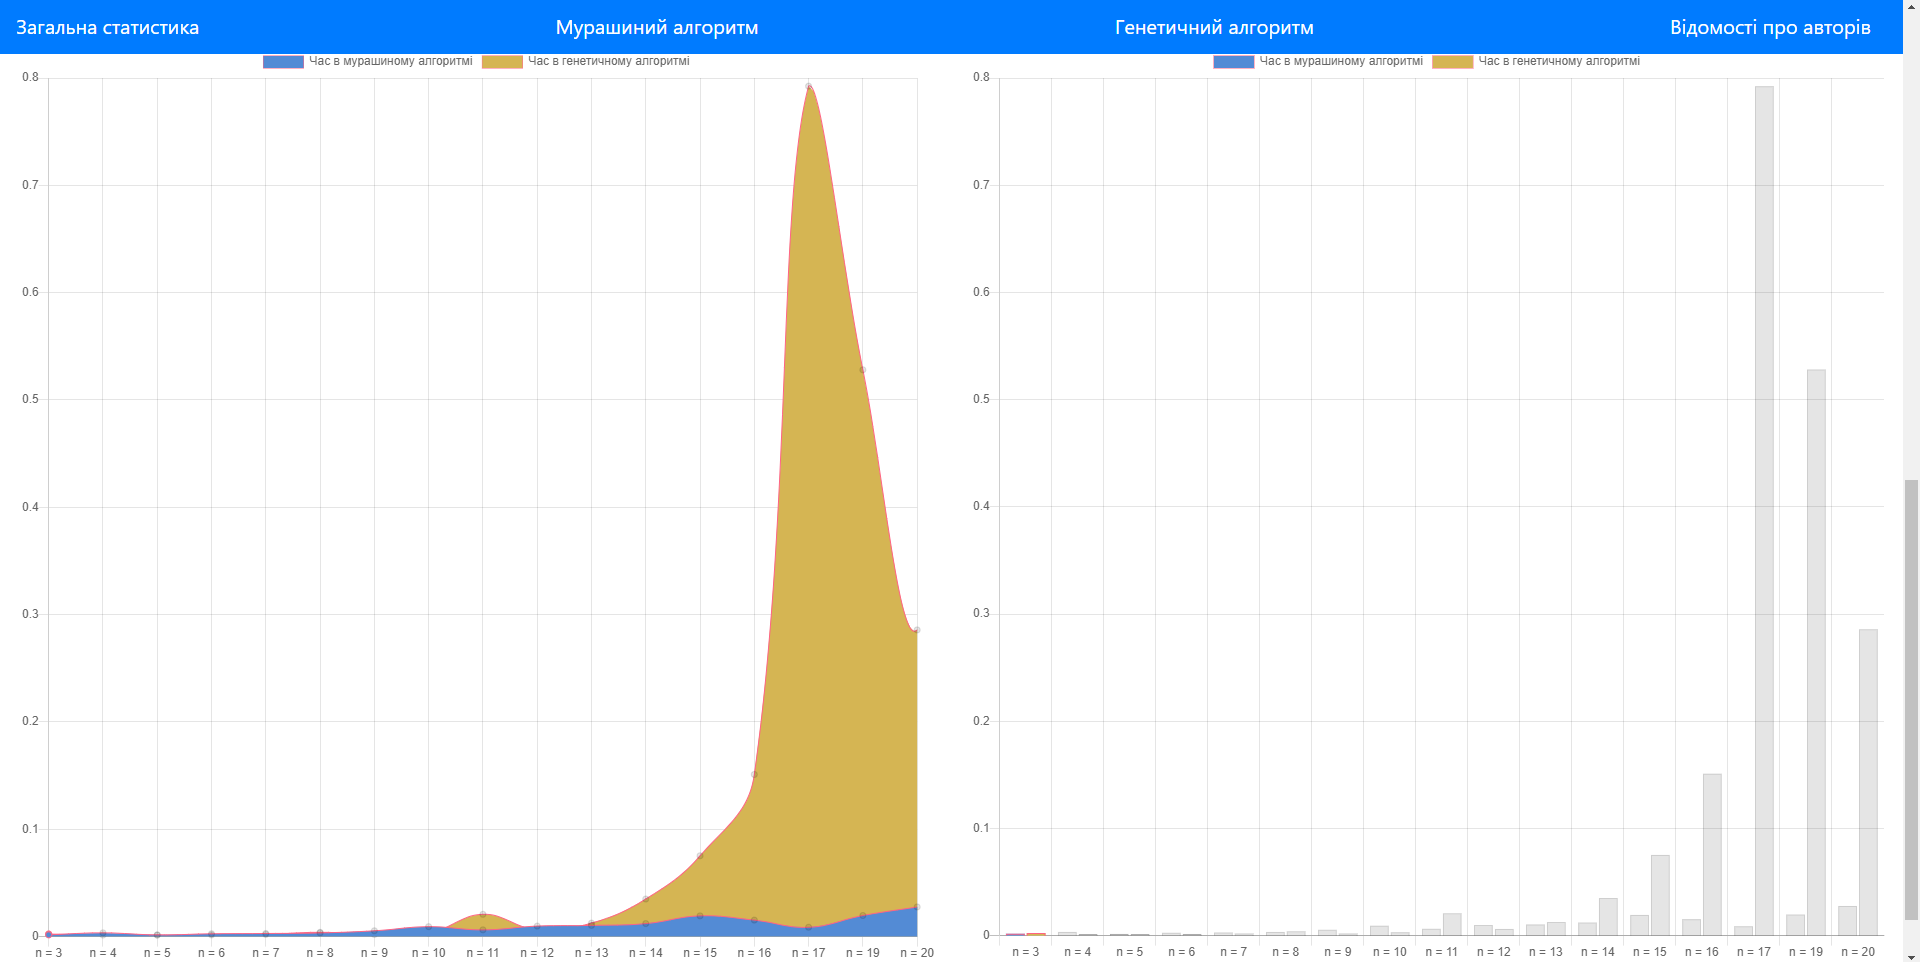 Загальна статистика
Мурашиний алгоритм
Генетичний алгоритм
Відомості про авторів
Час в мурашиному алгоритмі
Час в генетичному алгоритмі
0.8
0.7
0.6
0.5
0.4
0.3
0.2
0.1
0
n = 3
n = 4
n = 5
n = 6
n = 7
n = 8
n = 9
n = 10
n = 11
n = 12
n = 13
n = 14
n = 15
n = 16
n = 17
n = 19
n = 20
Час в мурашиному алгоритмі
Час в генетичному алгоритмі
0.8
0.7
0.6
0.5
0.4
0.3
0.2
0.1
0
n = 3
n = 4
n = 5
n = 6
n = 7
n = 8
n = 9
n = 10
n = 11
n = 12
n = 13
n = 14
n = 15
n = 16
n = 17
n = 19
n = 20